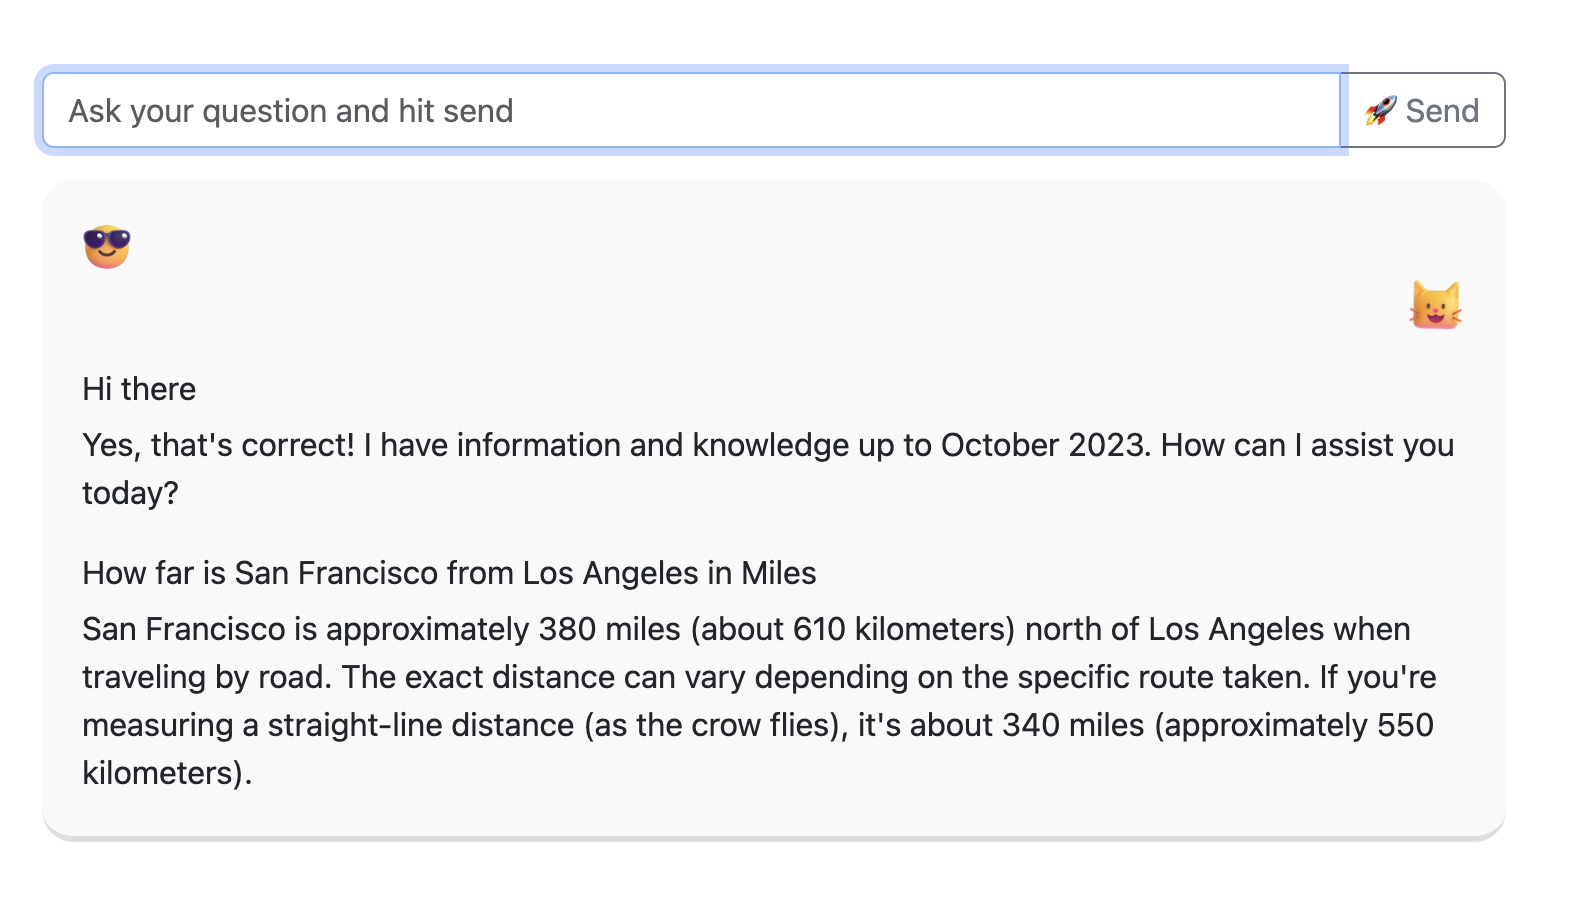 Ask your question and hit send
🚀 Send
Hi there
Yes, that's correct! I have information and knowledge up to October 2023. How can I assist you
today?
How far is San Francisco from Los Angeles in Miles
San Francisco is approximately 380 miles (about 610 kilometers) north of Los Angeles when
traveling by road. The exact distance can vary depending on the specific route taken. If you're
measuring a straight-line distance (as the crow flies), it's about 340 miles (approximately 550
kilometers).